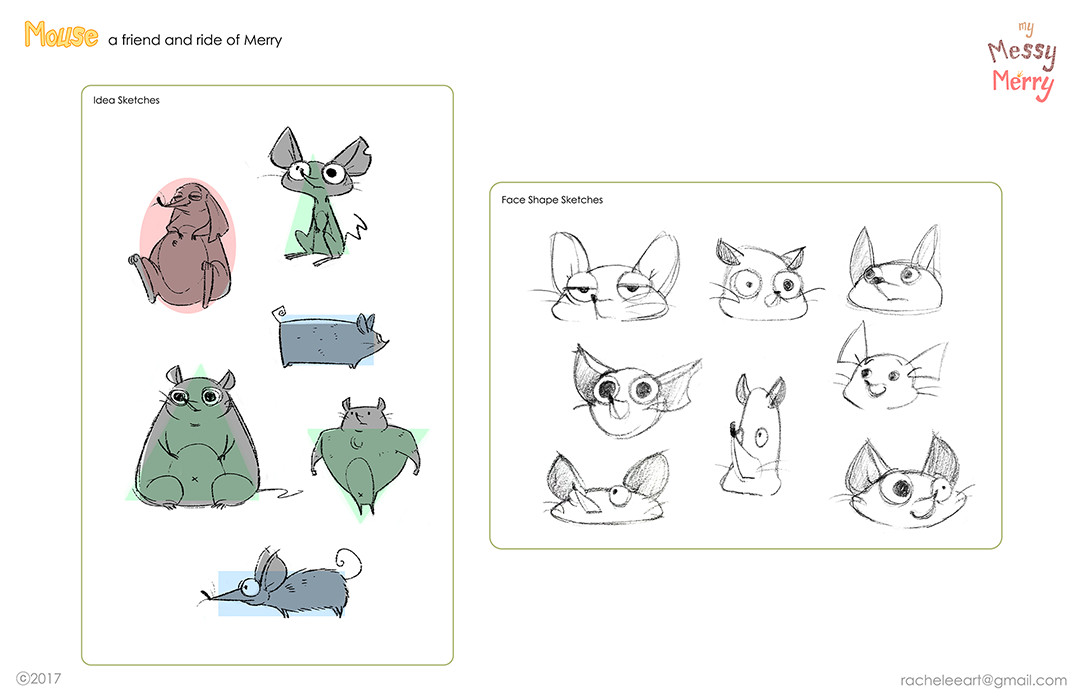 Mouse a friend and ride of Merry
my
Messy
Merry
Idea Sketches
Face Shape Sketches
©2017
racheleeart@gmail.com